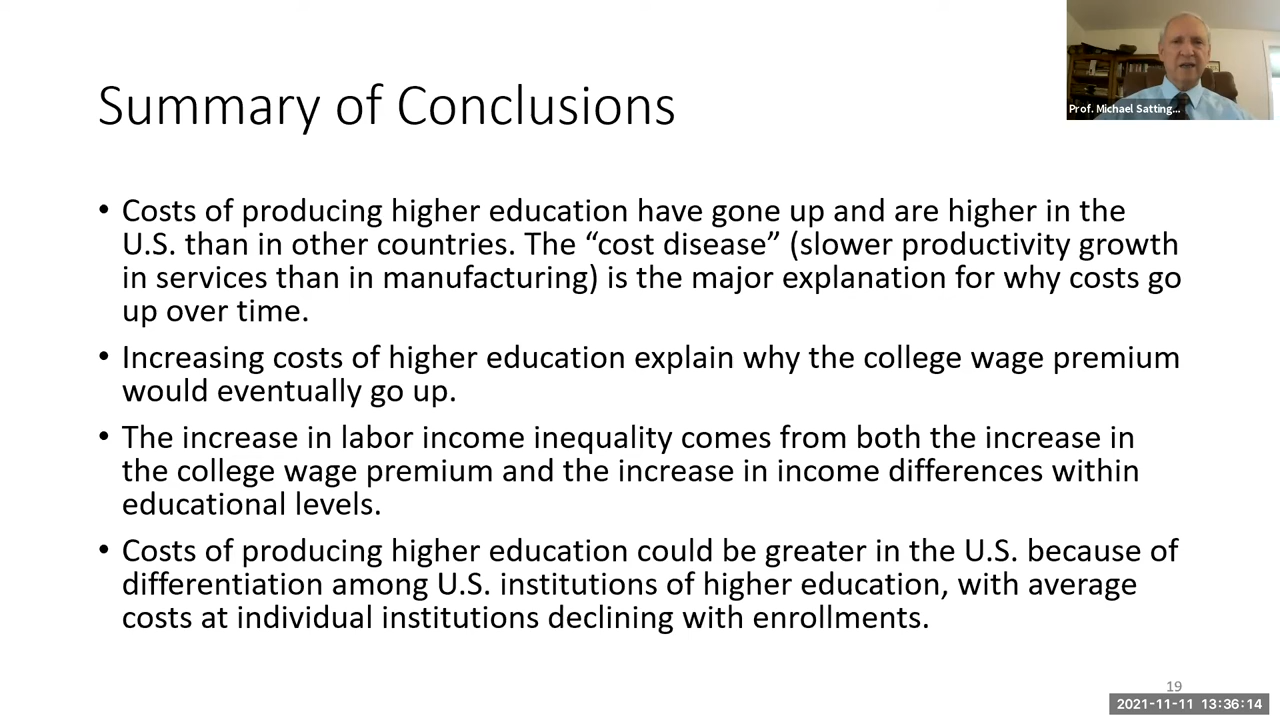 Prof. Michael Satting...
Summary of Conclusions
• Costs of producing higher education have gone up and are higher in the
U.S. than in other countries. The “cost disease” (slower productivity growth
in services than in manufacturing) is the major explanation for why costs go
up over time.
• Increasing costs of higher education explain why the college wage premium
would eventually go up.
• The increase in labor income inequality comes from both the increase in
the college wage premium and the increase in income differences within
educational levels.
• Costs of producing higher education could be greater in the U.S. because of
differentiation among U.S. institutions of higher education, with average
costs at individual institutions declining with enrollments.
19
2021-11-11 13:36:14